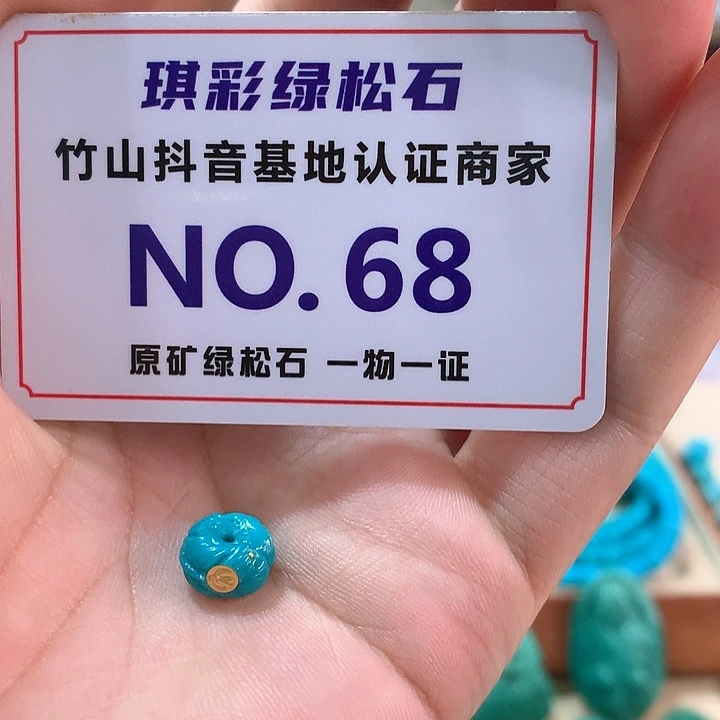 琪彩绿松石
竹山抖音基地认证商家
NO.68
原矿绿松石 一物一证